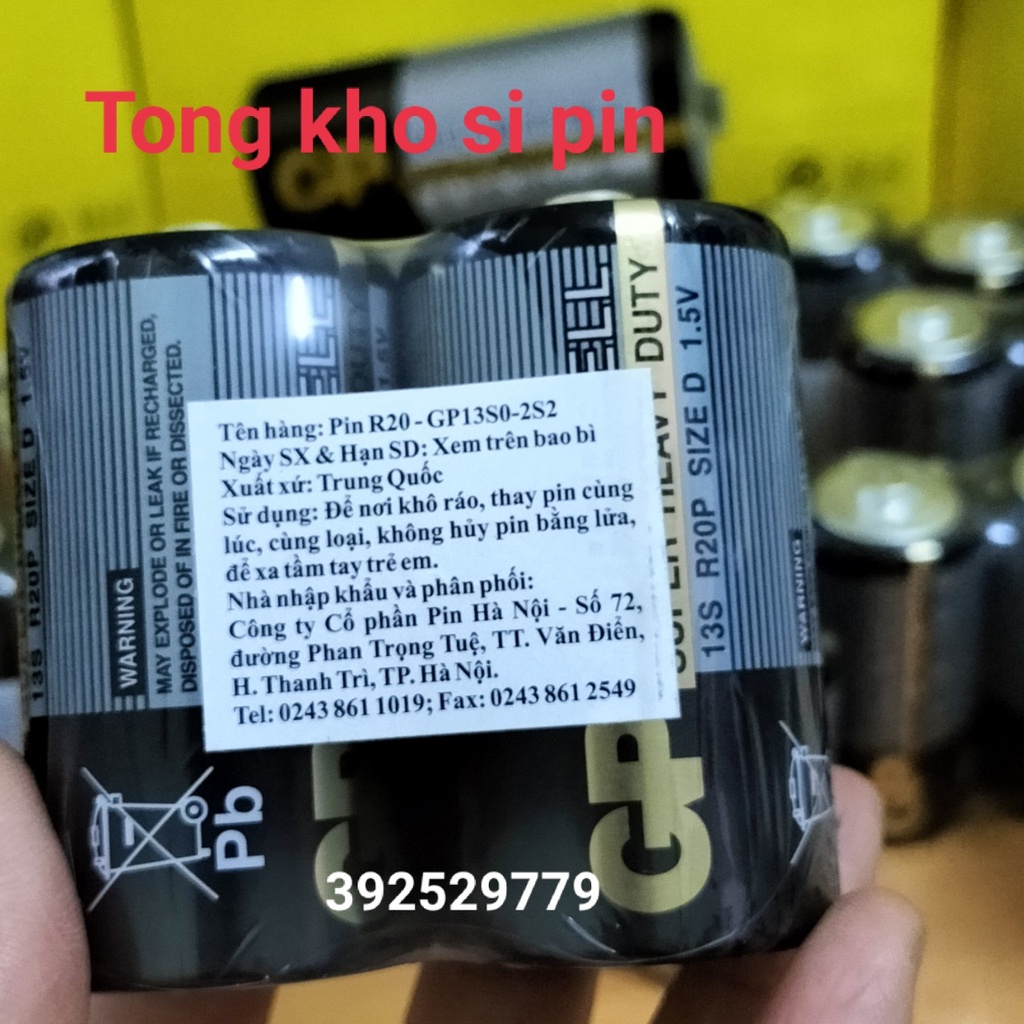 Tong kho si pin
GP
SUPER HEAVY DUTY
13S R20P SIZE D 1.5V
WARNING
MAY EXPLODE OR LEAK IF RECHARGED,
DISPOSED OF IN FIRE OR DISSECTED.
13S R20P SIZE D 1.5V
Tên hàng: Pin R20 - GP13S0-2S2
Ngày SX & Hạn SD: Xem trên bao bì
Xuất xứ: Trung Quốc
Sử dụng: Để nơi khô ráo, thay pin cùng
lúc, cùng loại, không hủy pin bằng lửa,
để xa tầm tay trẻ em.
Nhà nhập khẩu và phân phối:
Công ty Cổ phần Pin Hà Nội - Số 72,
đường Phan Trọng Tuệ, TT. Văn Điển,
H. Thanh Trì, TP. Hà Nội.
Tel: 0243 861 1019; Fax: 0243 861 2549
WARNING
Pb
GP
392529779